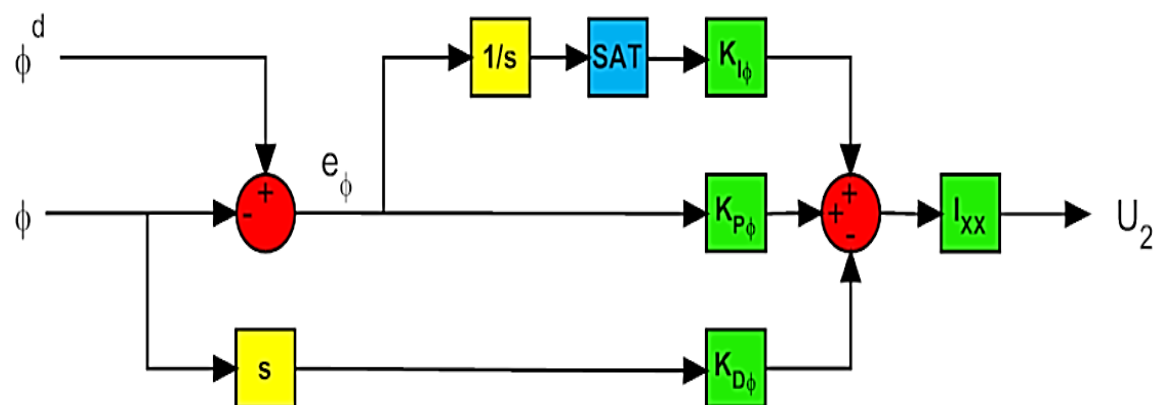 ϕ^d
1/s
SAT
K_Iϕ
+
e_ϕ
ϕ
-
K_Pϕ
+
+
-
I_XX
U_2
s
K_Dϕ